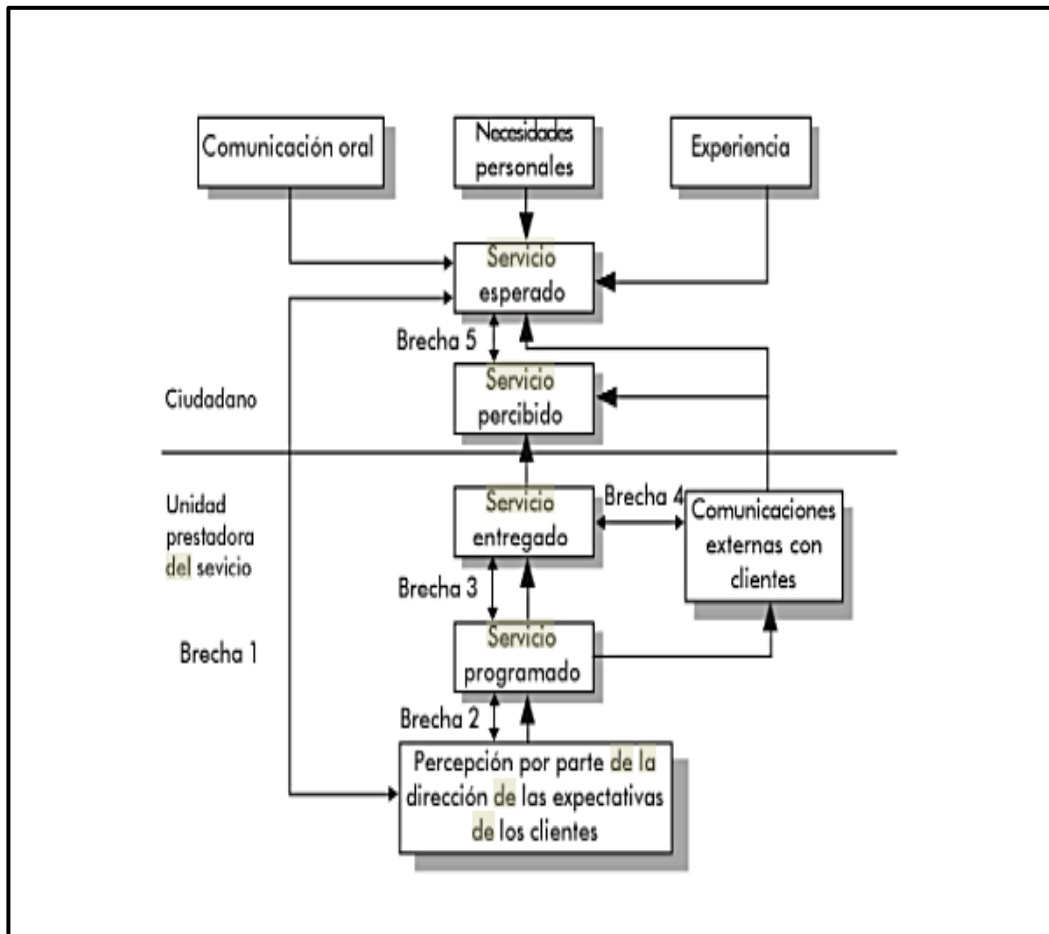 Comunicación oral
Necesidades
personales
Experiencia
Servicio
esperado
Brecha 5
Servicio
percibido
Ciudadano
Unidad
prestadora
del sevicio
Servicio
entregado
Brecha 4
Comunicaciones
externas con
clientes
Brecha 3
Brecha 1
Servicio
programado
Brecha 2
Percepción por parte de la
dirección de las expectativas
de los clientes